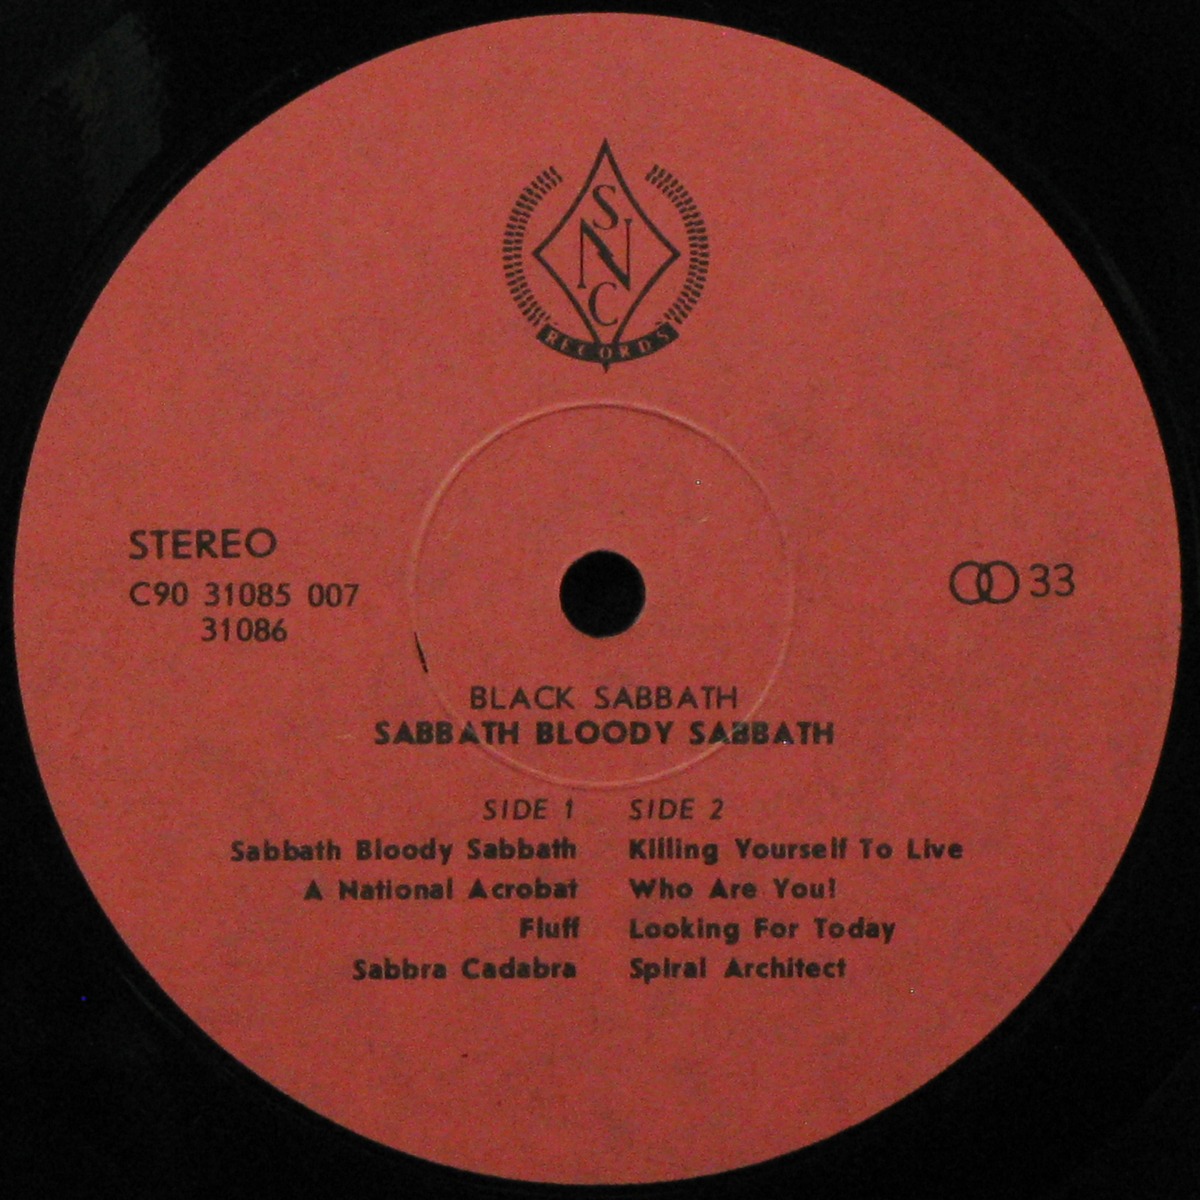 S
N
C
RECORDS
STEREO
C90 31085 007
31086
33
BLACK SABBATH
SABBATH BLOODY SABBATH
SIDE 1 SIDE 2
Sabbath Bloody Sabbath Killing Yourself To Live
A National Acrobat Who Are You!
Fluff Looking For Today
Sabbra Cadabra Spiral Architect